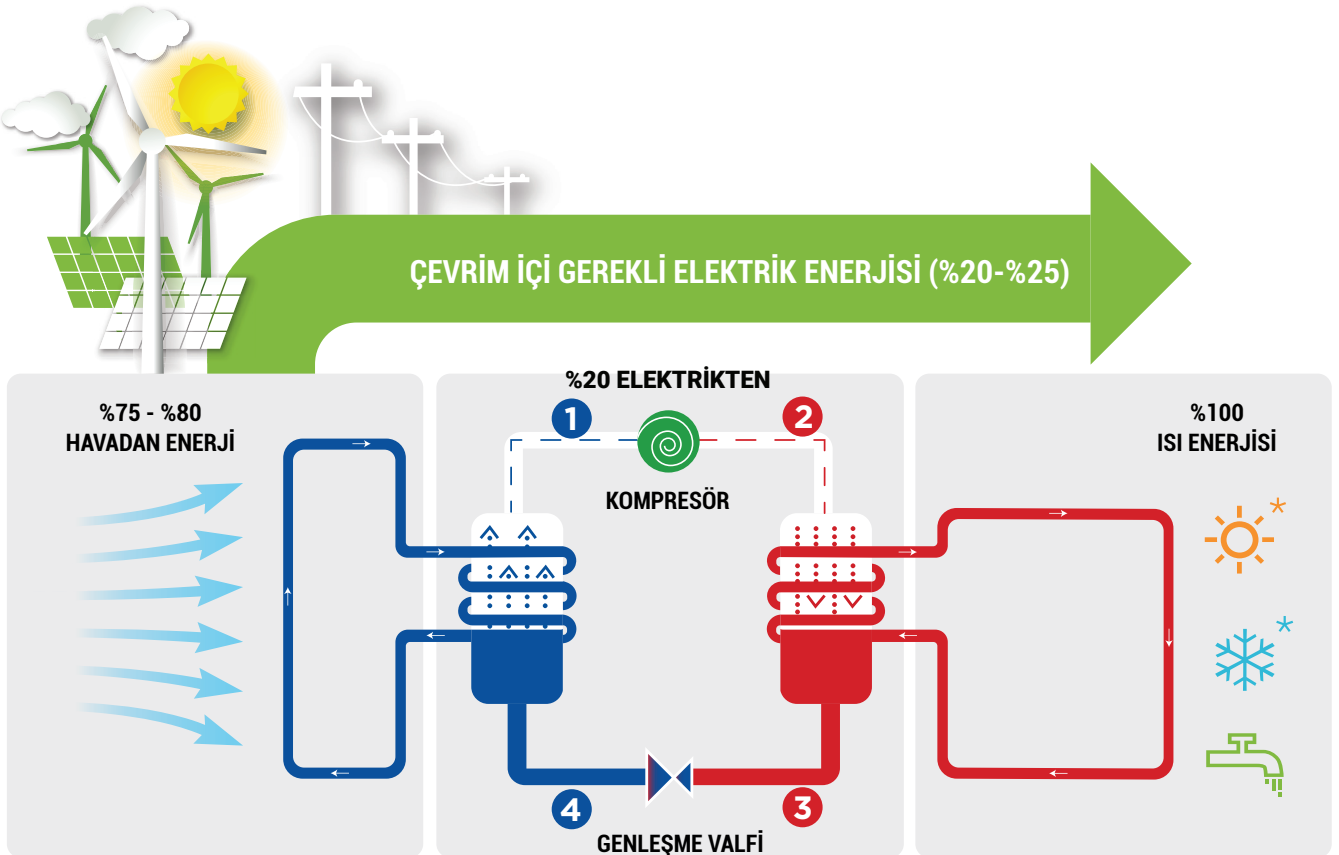 ÇEVRİM İÇİ GEREKLİ ELEKTRİK ENERJİSİ (%20-%25)
%75 - %80
HAVADAN ENERJİ
%20 ELEKTRİKTEN
1
2
KOMPRESÖR
%100
ISI ENERJİSİ
*
*
4
3
GENLEŞME VALFİ